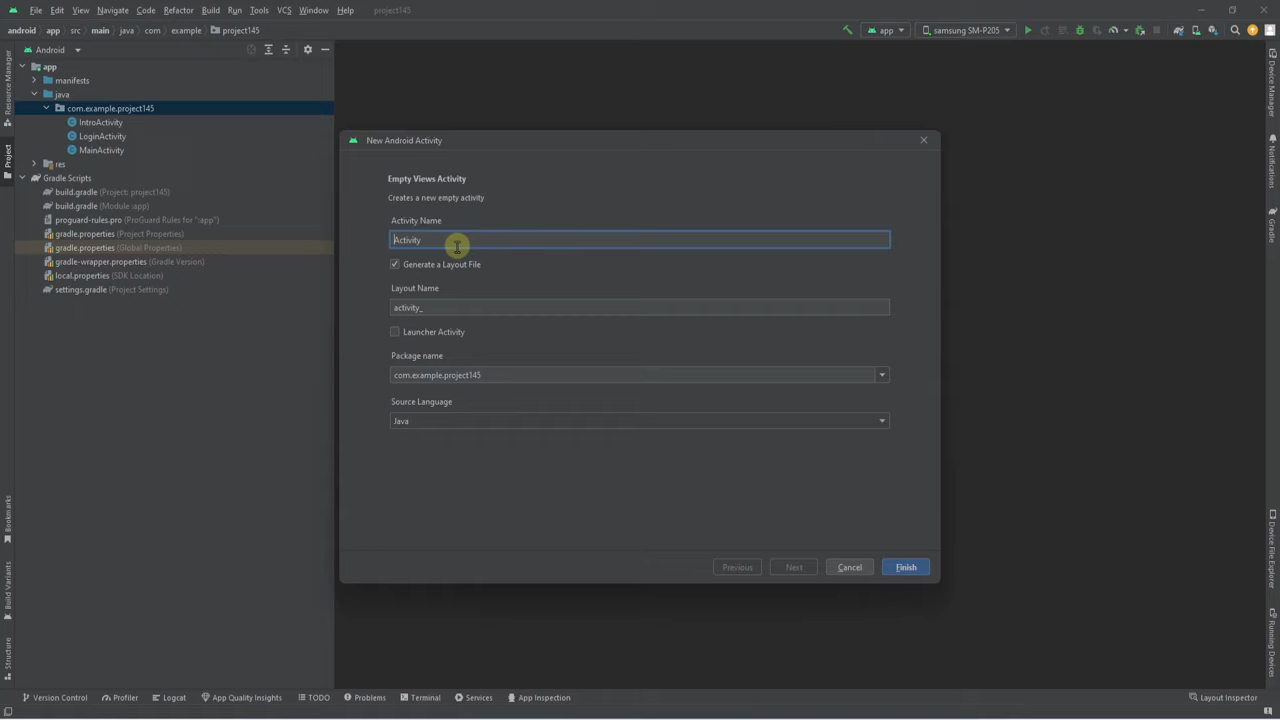 File Edit View Navigate Code Refactor Build Run Tools VCS Window Help project145
android app src main java com example project145 app samsung SM-P205
Android
app
manifests
java
com.example.project145
IntroActivity
LoginActivity
MainActivity
res
Gradle Scripts
build.gradle (Project: project145)
build.gradle (Module :app)
proguard-rules.pro (ProGuard Rules for ":app")
gradle.properties (Project Properties)
gradle.properties (Global Properties)
gradle-wrapper.properties (Gradle Version)
local.properties (SDK Location)
settings.gradle (Project Settings)
Resource Manager
Project
Bookmarks
Build Variants
Structure
New Android Activity
Empty Views Activity
Creates a new empty activity
Activity Name
Activity
Generate a Layout File
Layout Name
activity_
Launcher Activity
Package name
com.example.project145
Source Language
Java
Previous Next Cancel Finish
Device Manager
Notifications
Gradle
Device File Explorer
Running Devices
Version Control Profiler Logcat App Quality Insights TODO Problems Terminal Services App Inspection Layout Inspector